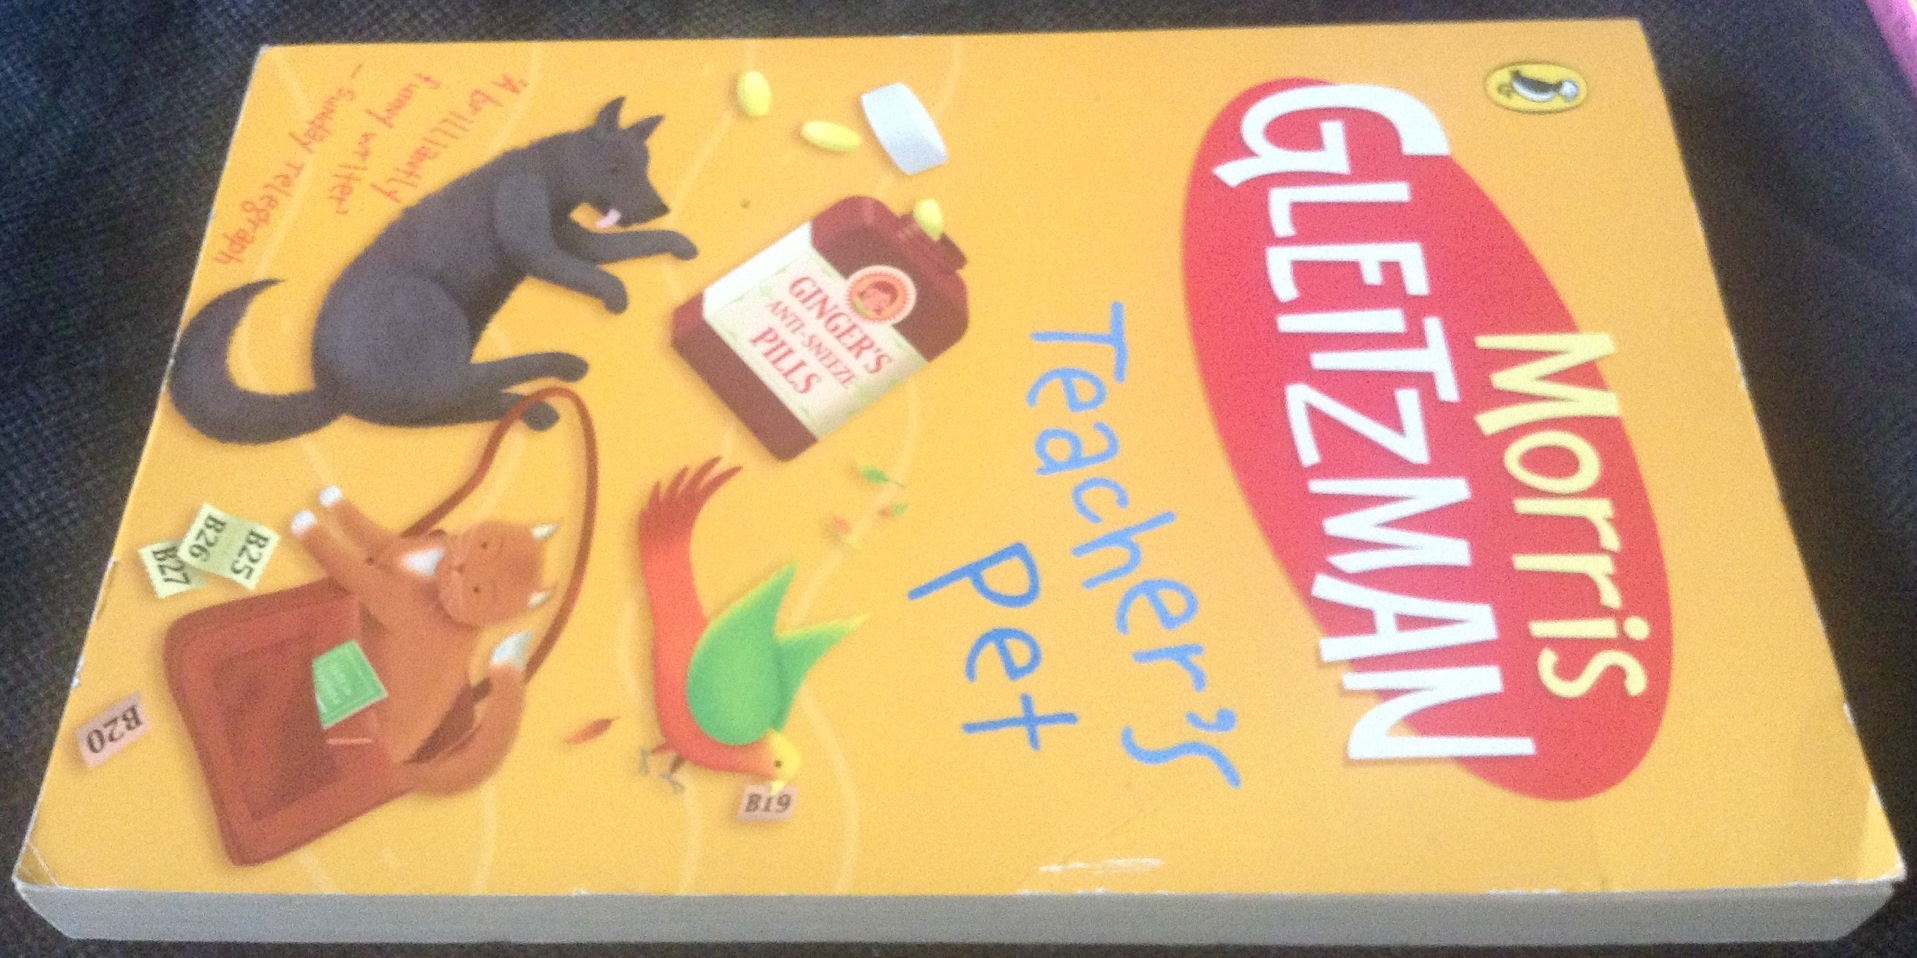 Morris
GLEITZMAN
Teacher's
Pet
GINGER'S
ANTI-SNEEZE
PILLS
B19
'A brilliantly
funny writer'
– Sunday Telegraph
B25
B26
B27
B20